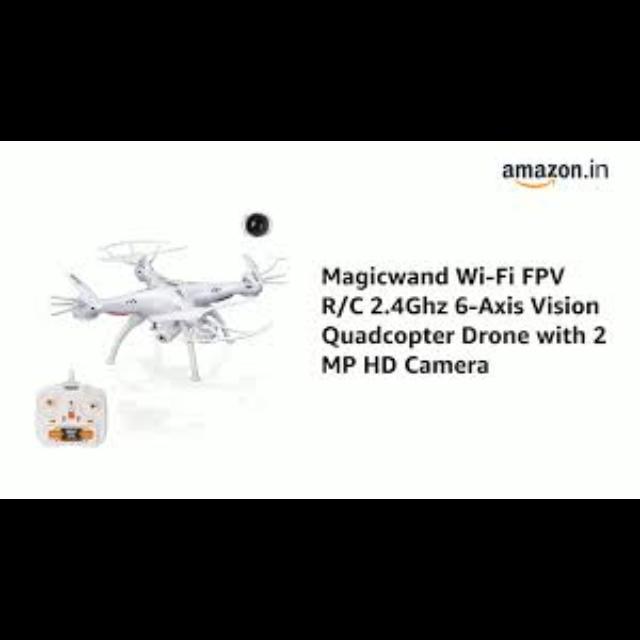 amazon.in
Magicwand Wi-Fi FPV
R/C 2.4Ghz 6-Axis Vision
Quadcopter Drone with 2
MP HD Camera